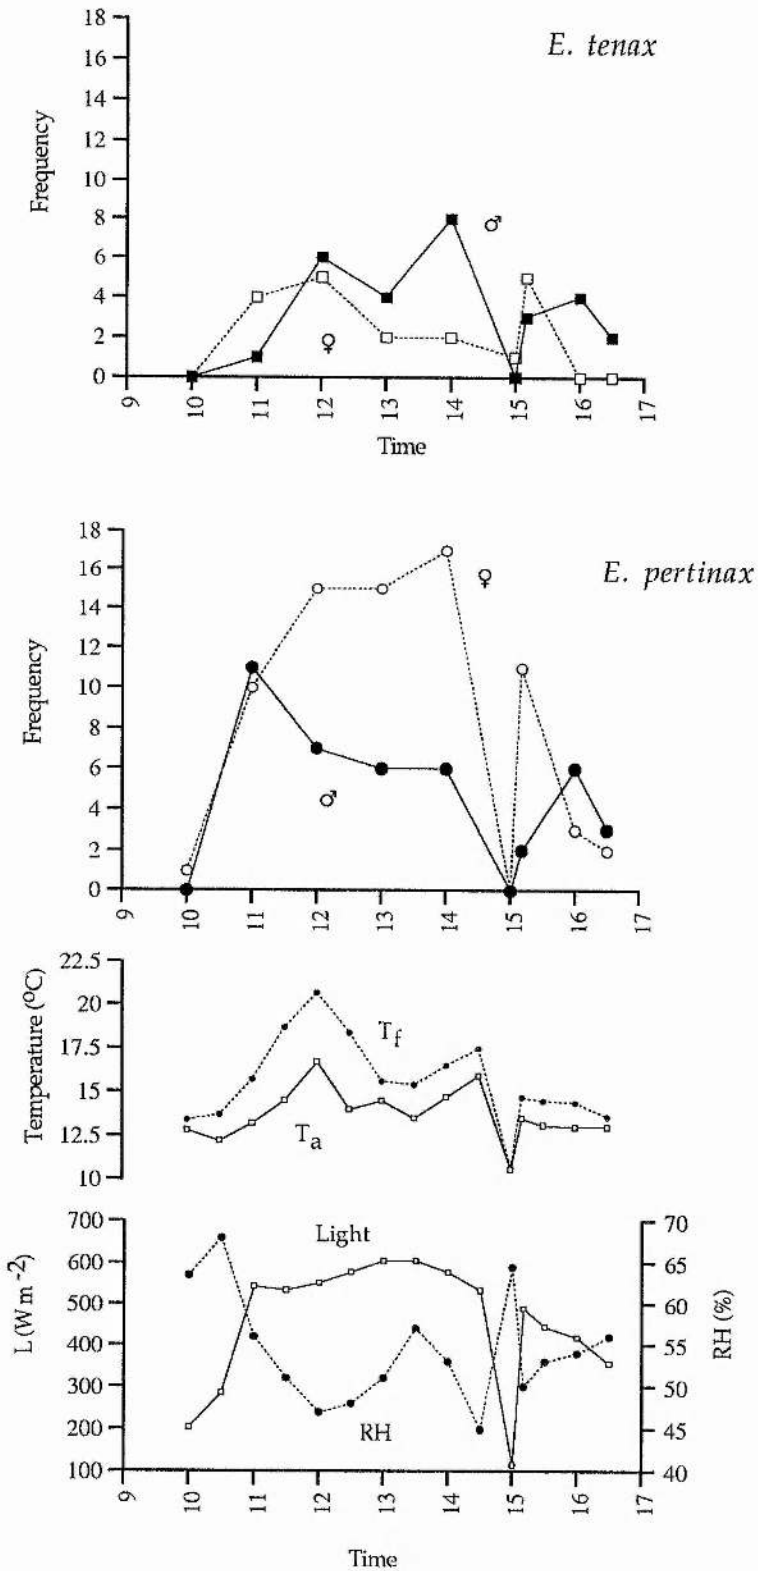 E. tenax
Frequency
18
16
14
12
10
8
6
4
2
0
♂
♀
9 10 11 12 13 14 15 16 17
Time
E. pertinax
Frequency
18
16
14
12
10
8
6
4
2
0
♀
♂
9 10 11 12 13 14 15 16 17
Temperature (ºC)
22.5
20
17.5
15
12.5
10
Tf
Ta
L (W m-2)
700
600
500
400
300
200
100
Light
RH
RH (%)
70
65
60
55
50
45
40
9 10 11 12 13 14 15 16 17
Time